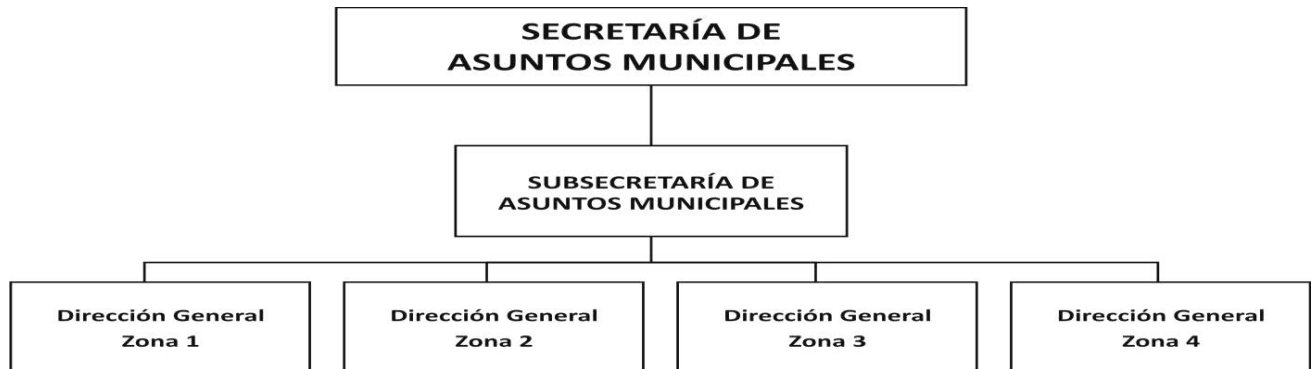 SECRETARÍA DE
ASUNTOS MUNICIPALES
SUBSECRETARÍA DE
ASUNTOS MUNICIPALES
Dirección General
Zona 1
Dirección General
Zona 2
Dirección General
Zona 3
Dirección General
Zona 4